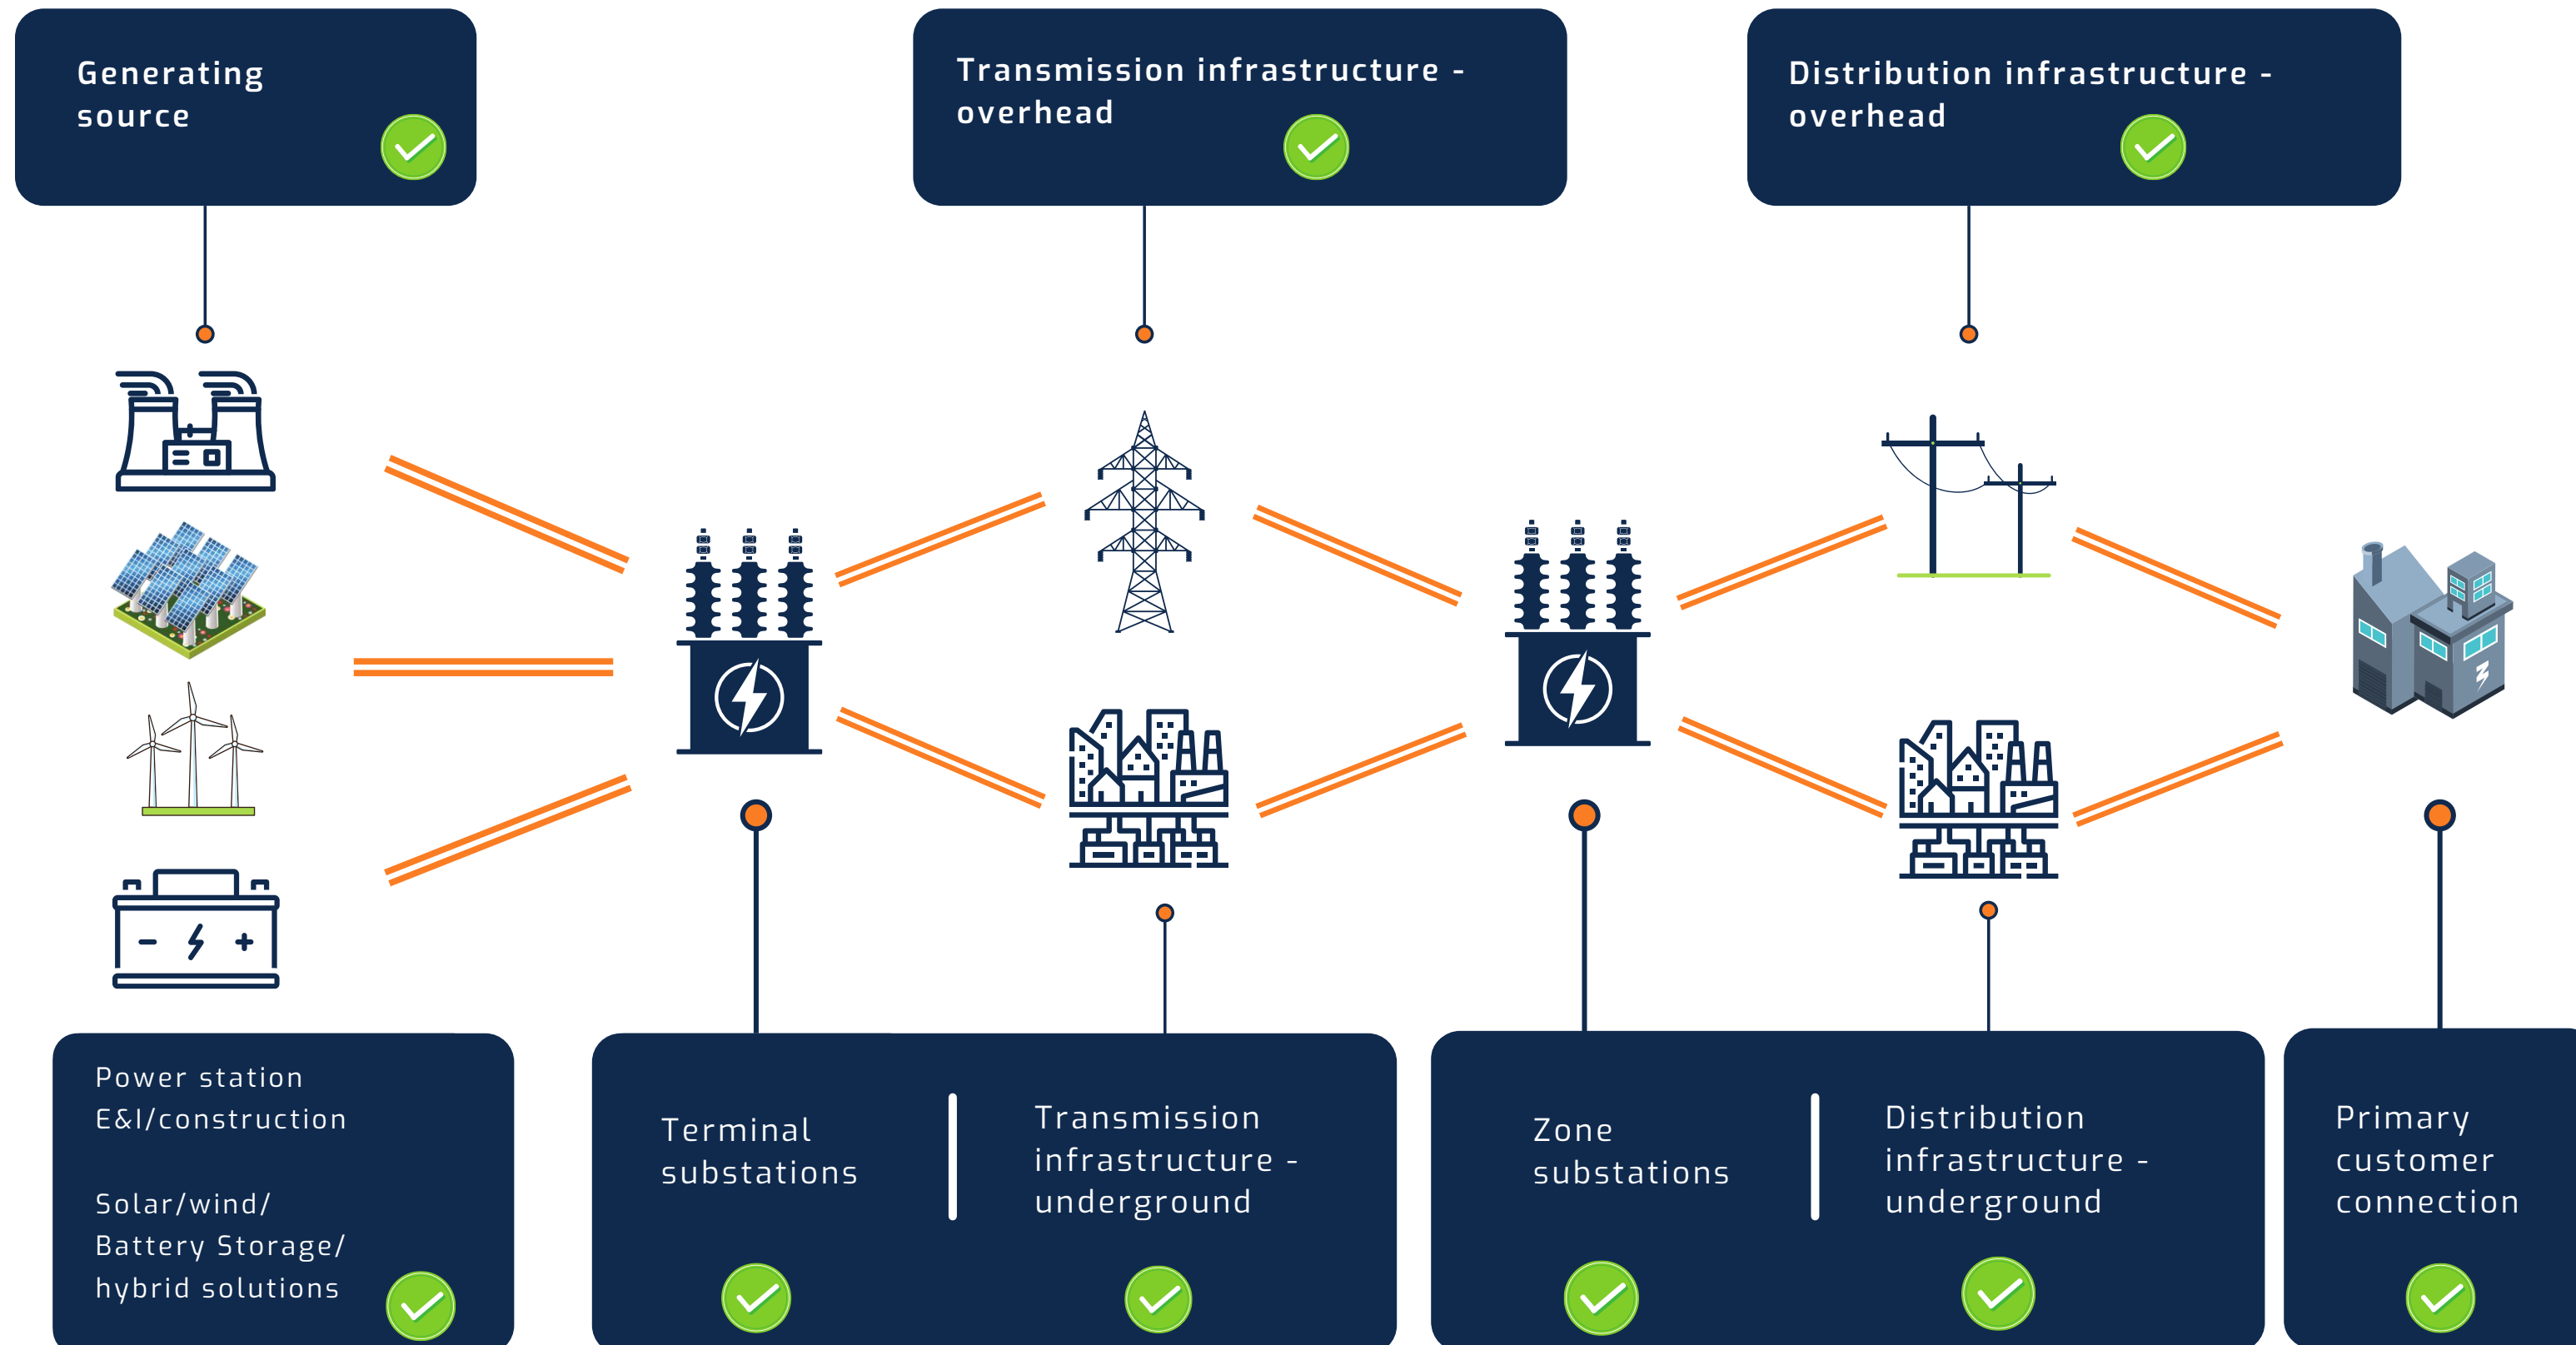 Generating
source
Transmission infrastructure -
overhead
Distribution infrastructure -
overhead
Power station
E&I/construction
Solar/wind/
Battery Storage/
hybrid solutions
Terminal
substations
Transmission
infrastructure -
underground
Zone
substations
Distribution
infrastructure -
underground
Primary
customer
connection